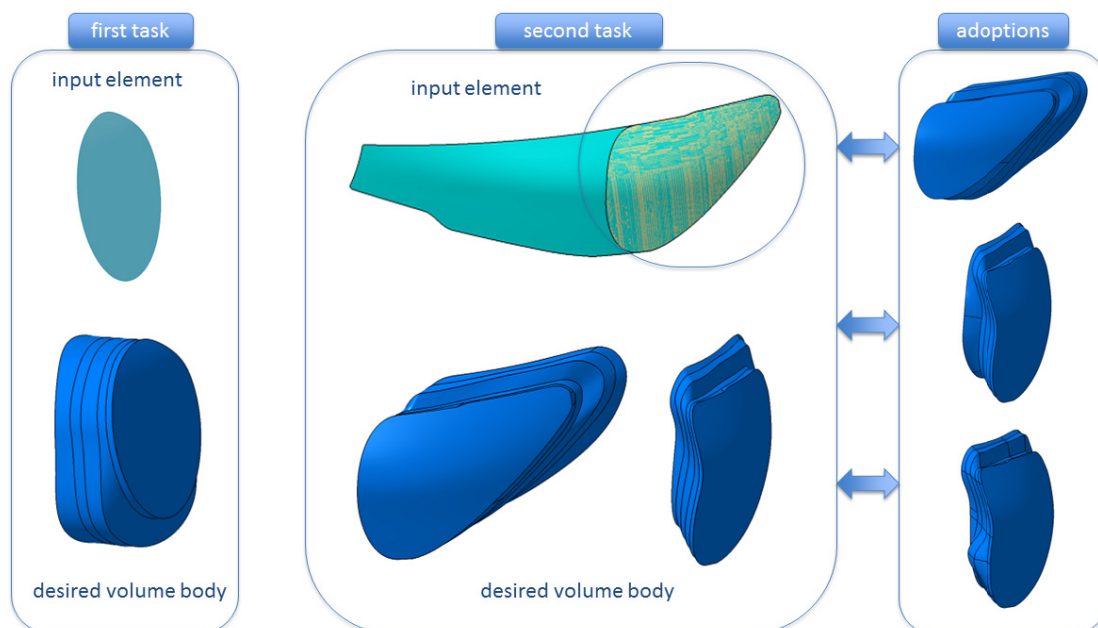 first task
second task
adoptions
input element
input element
desired volume body
desired volume body